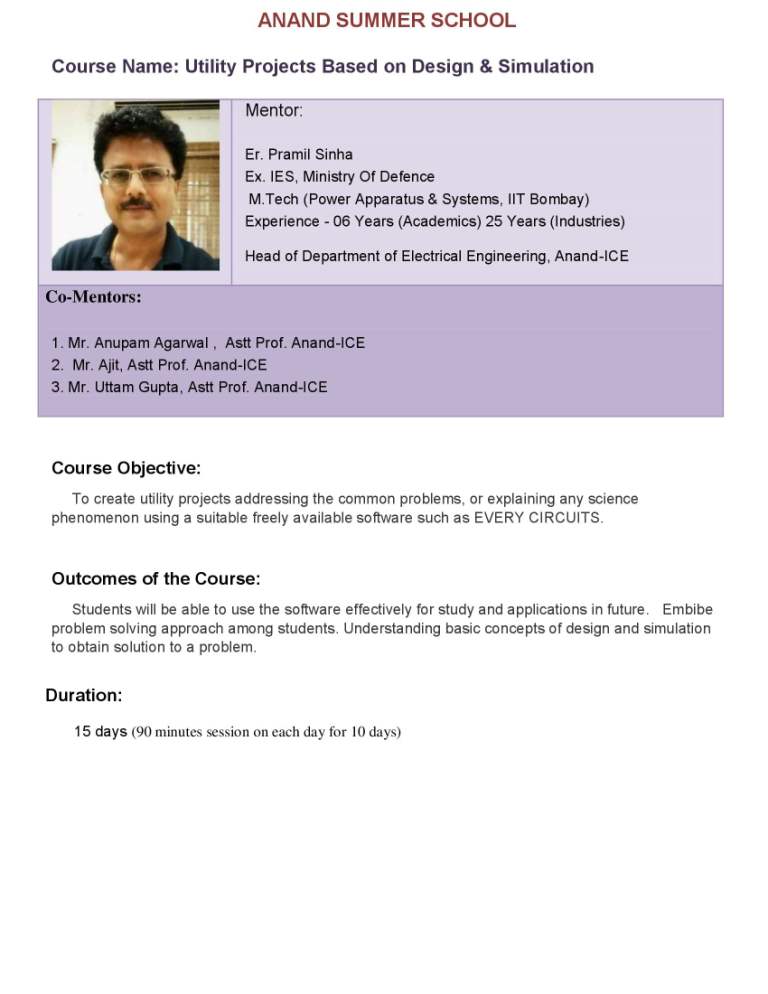 ANAND SUMMER SCHOOL
Course Name: Utility Projects Based on Design & Simulation
Mentor:
Er. Pramil Sinha
Ex. IES, Ministry Of Defence
M.Tech (Power Apparatus & Systems, IIT Bombay)
Experience - 06 Years (Academics) 25 Years (Industries)
Head of Department of Electrical Engineering, Anand-ICE
Co-Mentors:
1. Mr. Anupam Agarwal , Astt Prof. Anand-ICE
2. Mr. Ajit, Astt Prof. Anand-ICE
3. Mr. Uttam Gupta, Astt Prof. Anand-ICE
Course Objective:
To create utility projects addressing the common problems, or explaining any science
phenomenon using a suitable freely available software such as EVERY CIRCUITS.
Outcomes of the Course:
Students will be able to use the software effectively for study and applications in future. Embibe
problem solving approach among students. Understanding basic concepts of design and simulation
to obtain solution to a problem.
Duration:
15 days (90 minutes session on each day for 10 days)